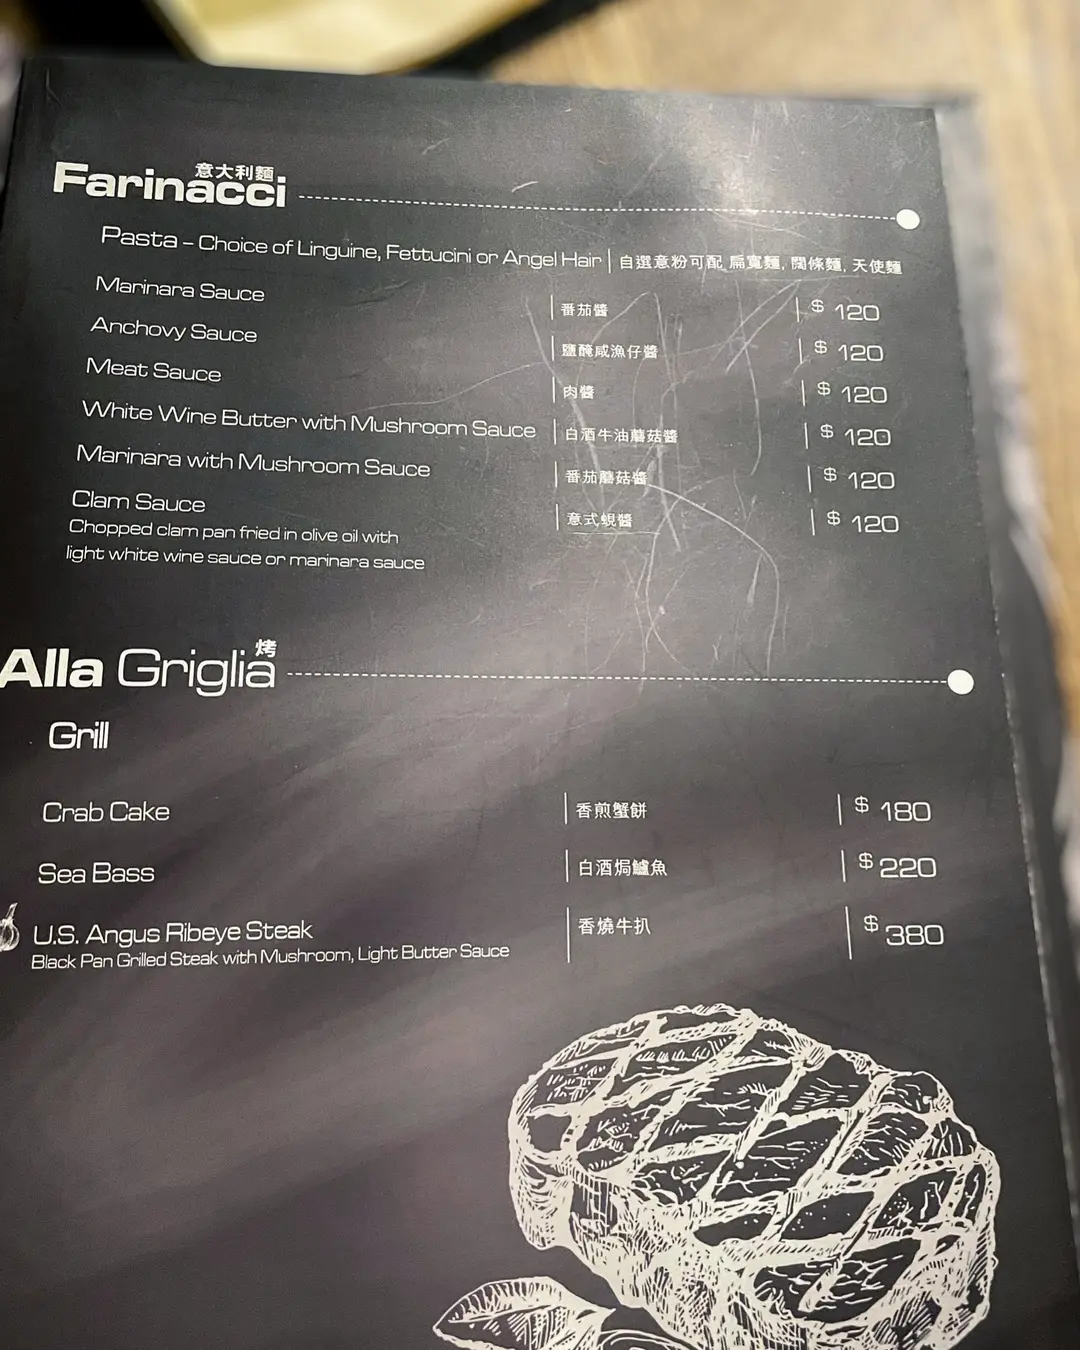 意大利麵
Farinacci
Pasta – Choice of Linguine, Fettucini or Angel Hair | 自選意粉可配 扁寬麵, 闊條麵, 天使麵
Marinara Sauce | 番茄醬 | $ 120
Anchovy Sauce | 鹽醃咸漁仔醬 | $ 120
Meat Sauce | 肉醬 | $ 120
White Wine Butter with Mushroom Sauce | 白酒牛油蘑菇醬 | $ 120
Marinara with Mushroom Sauce | 番茄蘑菇醬 | $ 120
Clam Sauce | 意式蜆醬 | $ 120
Chopped clam pan fried in olive oil with
light white wine sauce or marinara sauce
烤
Alla Griglia
Grill
Crab Cake | 香煎蟹餅 | $ 180
Sea Bass | 白酒焗鱸魚 | $ 220
U.S. Angus Ribeye Steak | 香燒牛扒 | $ 380
Black Pan Grilled Steak with Mushroom, Light Butter Sauce